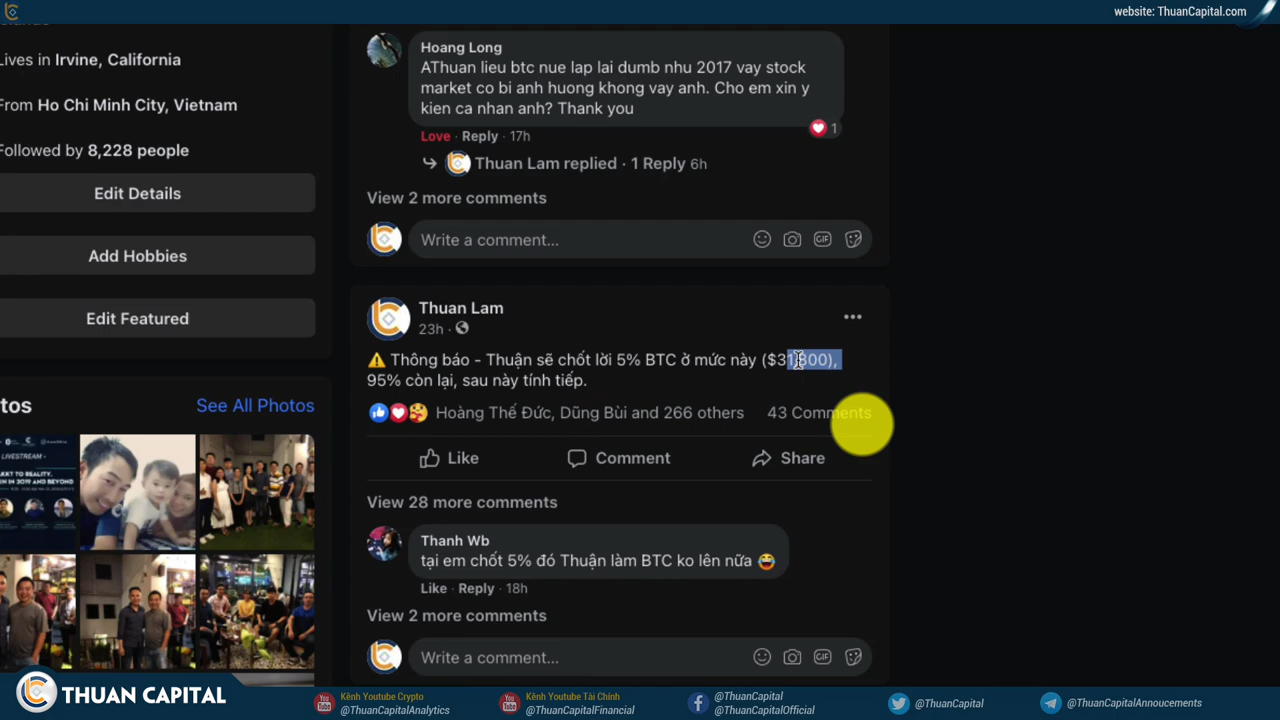 website: ThuanCapital.com
Lives in Irvine, California
From Ho Chi Minh City, Vietnam
Followed by 8,228 people
Edit Details
Add Hobbies
Edit Featured
See All Photos
LIVESTREAM
Hoang Long
AThuan lieu btc nue lap lai dumb nhu 2017 vay stock
market co bi anh huong khong vay anh. Cho em xin y
kien ca nhan anh? Thank you
Love · Reply · 17h
1
Thuan Lam replied · 1 Reply 6h
View 2 more comments
Write a comment...
GIF
Thuan Lam
23h ·
⚠️ Thông báo - Thuận sẽ chốt lời 5% BTC ở mức này ($31,800),
95% còn lại, sau này tính tiếp.
Hoàng Thế Đức, Dũng Bùi and 266 others 43 Comments
Like Comment Share
View 28 more comments
Thanh Wb
tại em chốt 5% đó Thuận làm BTC ko lên nữa 😂
Like · Reply · 18h
View 2 more comments
Write a comment...
GIF
THUAN CAPITAL
Kênh Youtube Crypto
@ThuanCapitalAnalytics
Kênh Youtube Tài Chính
@ThuanCapitalFinancial
@ThuanCapital
@ThuanCapitalOfficial
@ThuanCapital
@ThuanCapitalAnnoucements